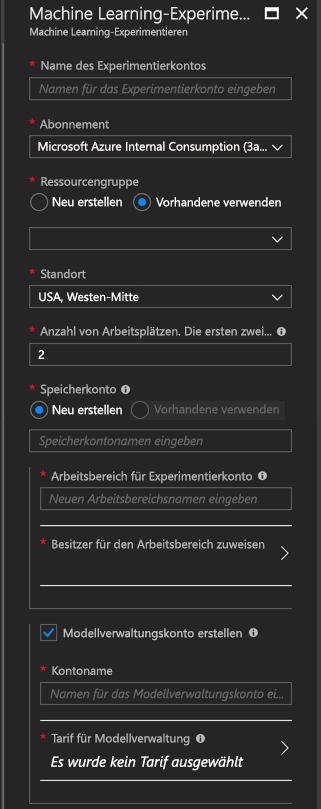 Machine Learning-Experime...
Machine Learning-Experimentieren
* Name des Experimentierkontos
Namen für das Experimentierkonto eingeben
* Abonnement
Microsoft Azure Internal Consumption (3a...
* Ressourcengruppe
Neu erstellen Vorhandene verwenden
* Standort
USA, Westen-Mitte
* Anzahl von Arbeitsplätzen. Die ersten zwei...
2
* Speicherkonto
Neu erstellen Vorhandene verwenden
Speicherkontonamen eingeben
* Arbeitsbereich für Experimentierkonto
Neuen Arbeitsbereichsnamen eingeben
* Besitzer für den Arbeitsbereich zuweisen
Modellverwaltungskonto erstellen
* Kontoname
Namen für das Modellverwaltungskonto ei...
* Tarif für Modellverwaltung
Es wurde kein Tarif ausgewählt